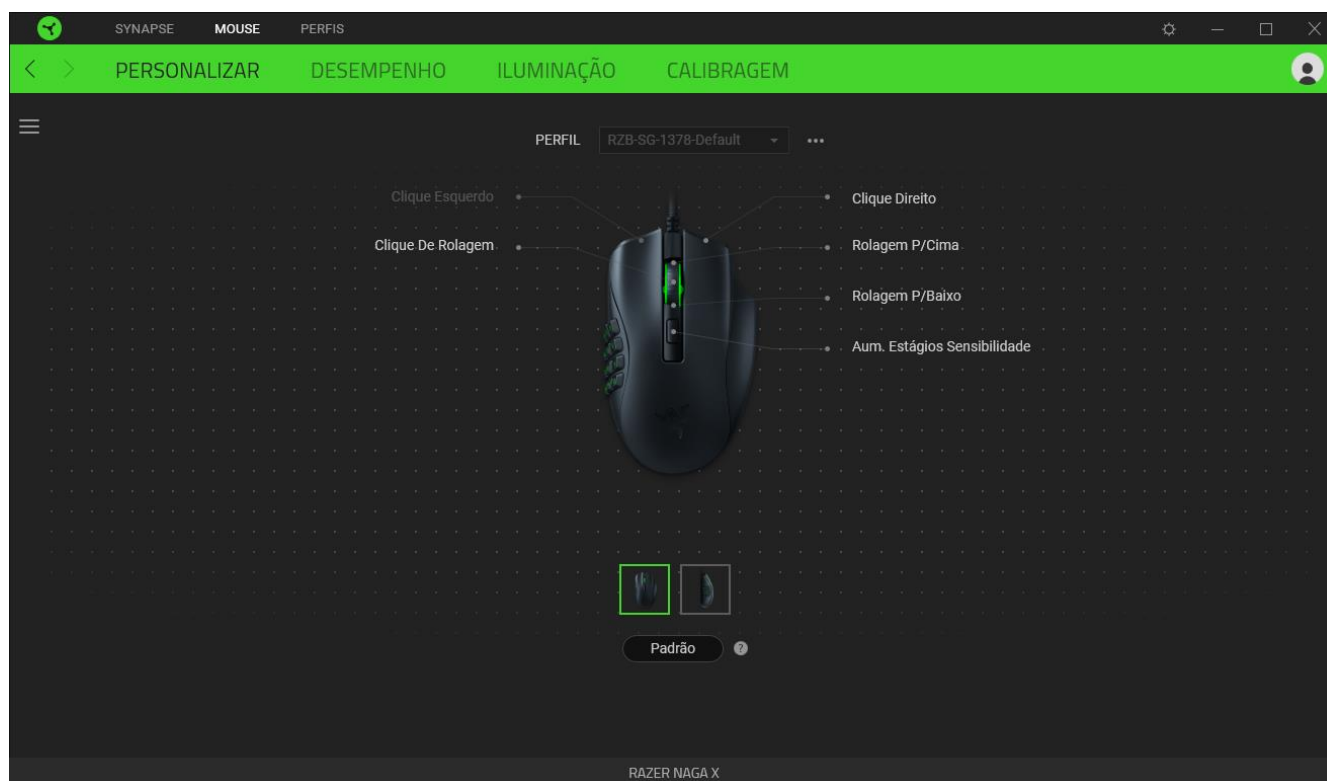 SYNAPSE MOUSE PERFIS
PERSONALIZAR DESEMPENHO ILUMINAÇÃO CALIBRAGEM
PERFIL RZB-SG-1378-Default
Clique Esquerdo Clique Direito
Clique De Rolagem Rolagem P/Cima
Rolagem P/Baixo
Aum. Estágios Sensibilidade
Padrão ?
RAZER NAGA X